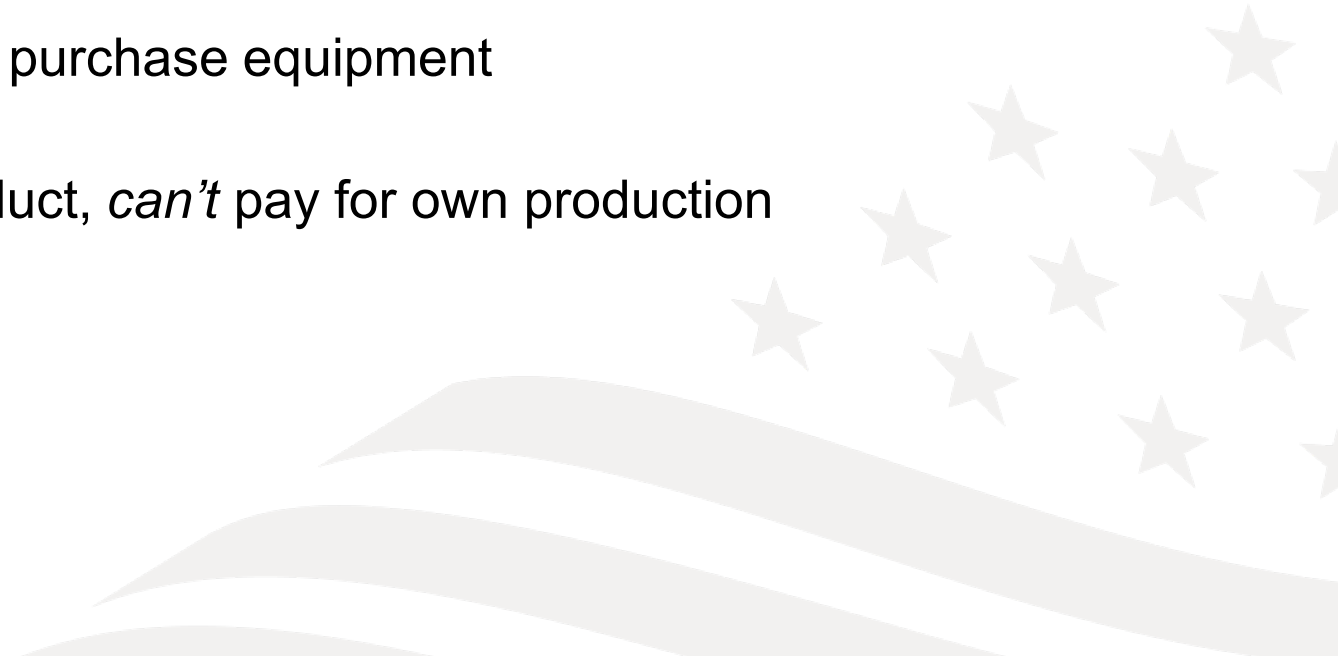 purchase equipment
luct, can’t pay for own production